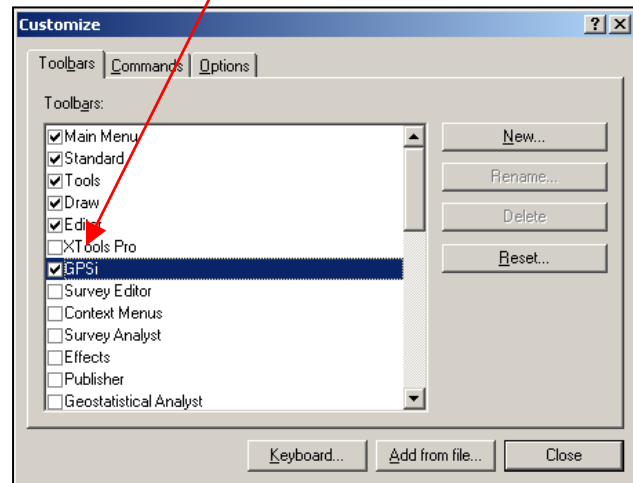 Customize
Toolbars Commands Options
Toolbars:
Main Menu
Standard
Tools
Draw
Editor
XTools Pro
GPSi
Survey Editor
Context Menus
Survey Analyst
Effects
Publisher
Geostatistical Analyst
New...
Rename...
Delete
Reset...
Keyboard... Add from file... Close